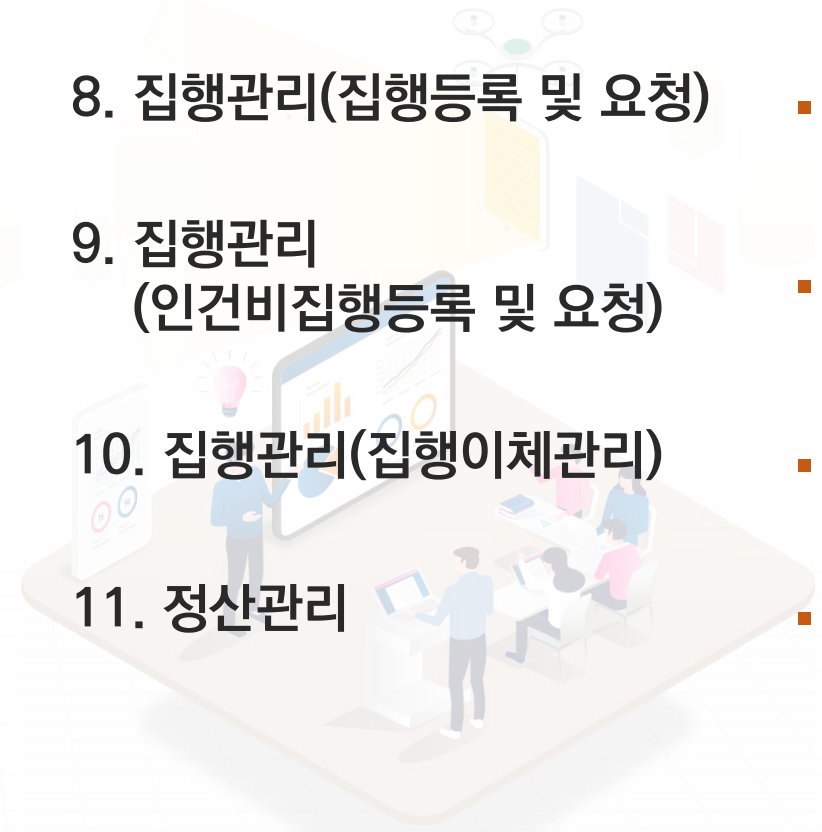 8. 집행관리(집행등록 및 요청)
9. 집행관리
(인건비집행등록 및 요청)
10. 집행관리(집행이체관리)
11. 정산관리